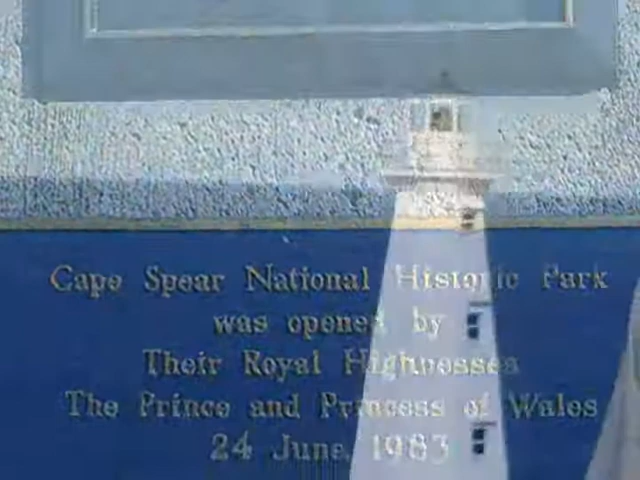 Cape Spear National Historic Park
was opened by
Their Royal Highnesses
The Prince and Princess of Wales
24 June, 1983